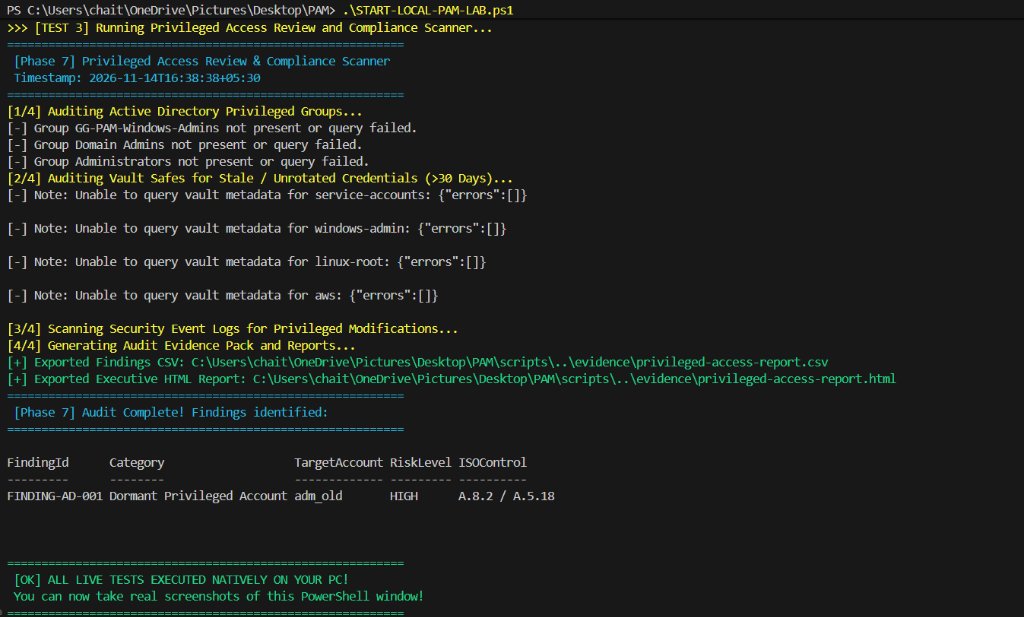 PS C:\Users\chait\OneDrive\Pictures\Desktop\PAM> .\START-LOCAL-PAM-LAB.ps1
>>> [TEST 3] Running Privileged Access Review and Compliance Scanner...
==========================================================
[Phase 7] Privileged Access Review & Compliance Scanner
Timestamp: 2026-11-14T16:38:38+05:30
==========================================================
[1/4] Auditing Active Directory Privileged Groups...
[-] Group GG-PAM-Windows-Admins not present or query failed.
[-] Group Domain Admins not present or query failed.
[-] Group Administrators not present or query failed.
[2/4] Auditing Vault Safes for Stale / Unrotated Credentials (>30 Days)...
[-] Note: Unable to query vault metadata for service-accounts: {"errors":[]}
[-] Note: Unable to query vault metadata for windows-admin: {"errors":[]}
[-] Note: Unable to query vault metadata for linux-root: {"errors":[]}
[-] Note: Unable to query vault metadata for aws: {"errors":[]}
[3/4] Scanning Security Event Logs for Privileged Modifications...
[4/4] Generating Audit Evidence Pack and Reports...
[+] Exported Findings CSV: C:\Users\chait\OneDrive\Pictures\Desktop\PAM\scripts\..\evidence\privileged-access-report.csv
[+] Exported Executive HTML Report: C:\Users\chait\OneDrive\Pictures\Desktop\PAM\scripts\..\evidence\privileged-access-report.html
==========================================================
[Phase 7] Audit Complete! Findings identified:
==========================================================
FindingId      Category                   TargetAccount RiskLevel ISOControl
---------      --------                   ------------- --------- ----------
FINDING-AD-001 Dormant Privileged Account adm_old       HIGH      A.8.2 / A.5.18
==========================================================
[OK] ALL LIVE TESTS EXECUTED NATIVELY ON YOUR PC!
You can now take real screenshots of this PowerShell window!
==========================================================